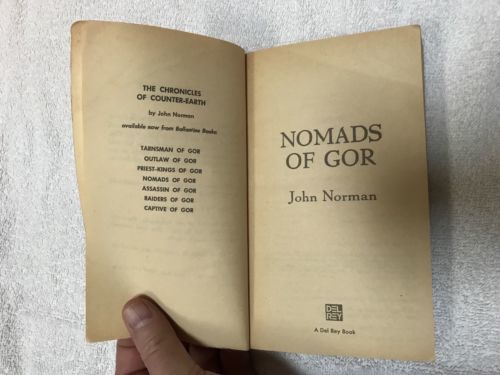 THE CHRONICLES
OF COUNTER-EARTH
by John Norman
available now from Ballantine Books
TARNSMAN OF GOR
OUTLAW OF GOR
PRIEST-KINGS OF GOR
NOMADS OF GOR
ASSASSIN OF GOR
RAIDERS OF GOR
CAPTIVE OF GOR
NOMADS
OF GOR
John Norman
DEL
REY
A Del Rey Book